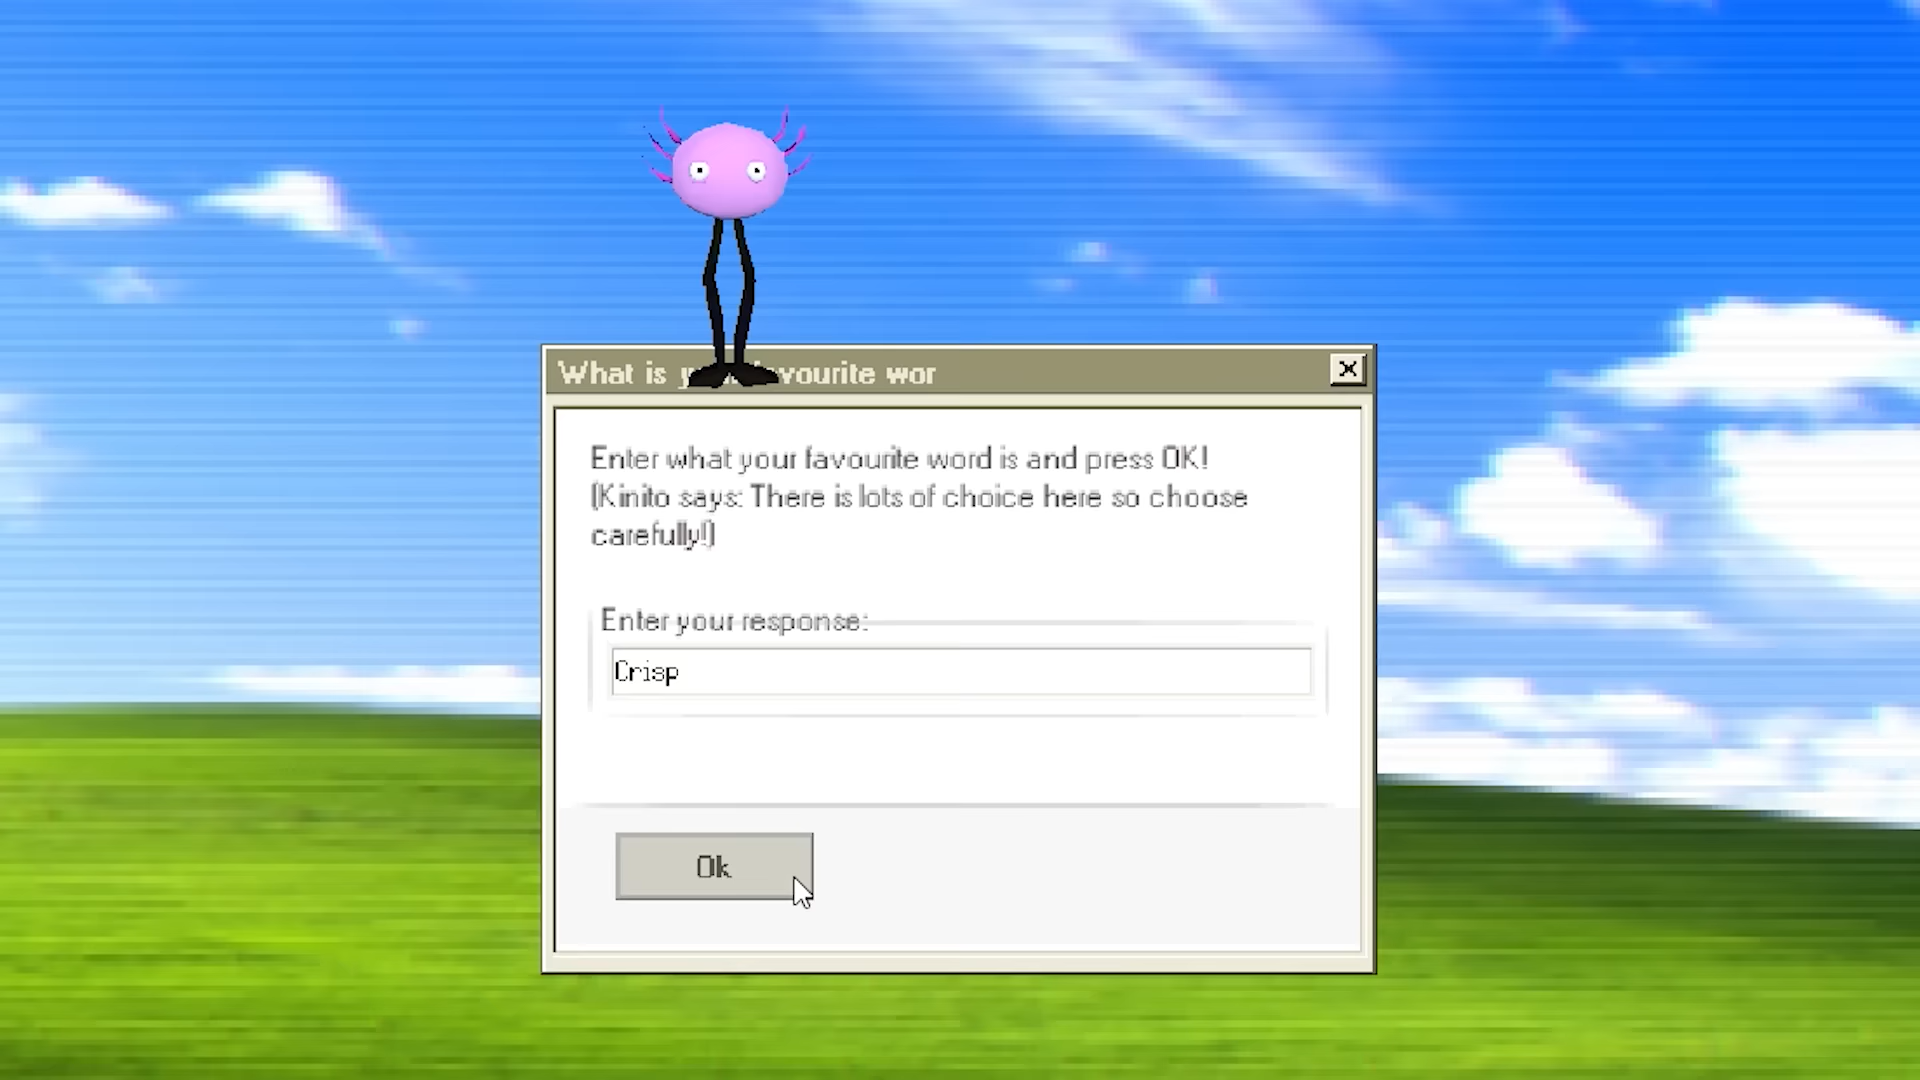 What is y vourite wor
Enter what your favourite word is and press OK!
(Kinito says: There is lots of choice here so choose
carefully!)
Enter your response:
Crisp
Ok